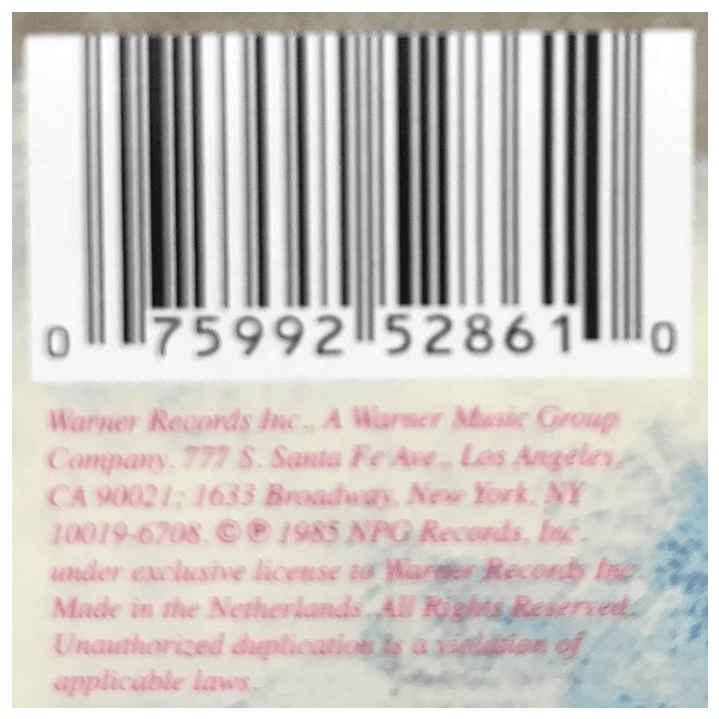 0 75992 52861 0
Warner Records Inc., A Warner Music Group
Company, 777 S. Santa Fe Ave., Los Angeles,
CA 90021; 1633 Broadway, New York, NY
10019-6708. © ℗ 1985 NPG Records, Inc.
under exclusive license to Warner Records Inc.
Made in the Netherlands. All Rights Reserved.
Unauthorized duplication is a violation of
applicable laws.